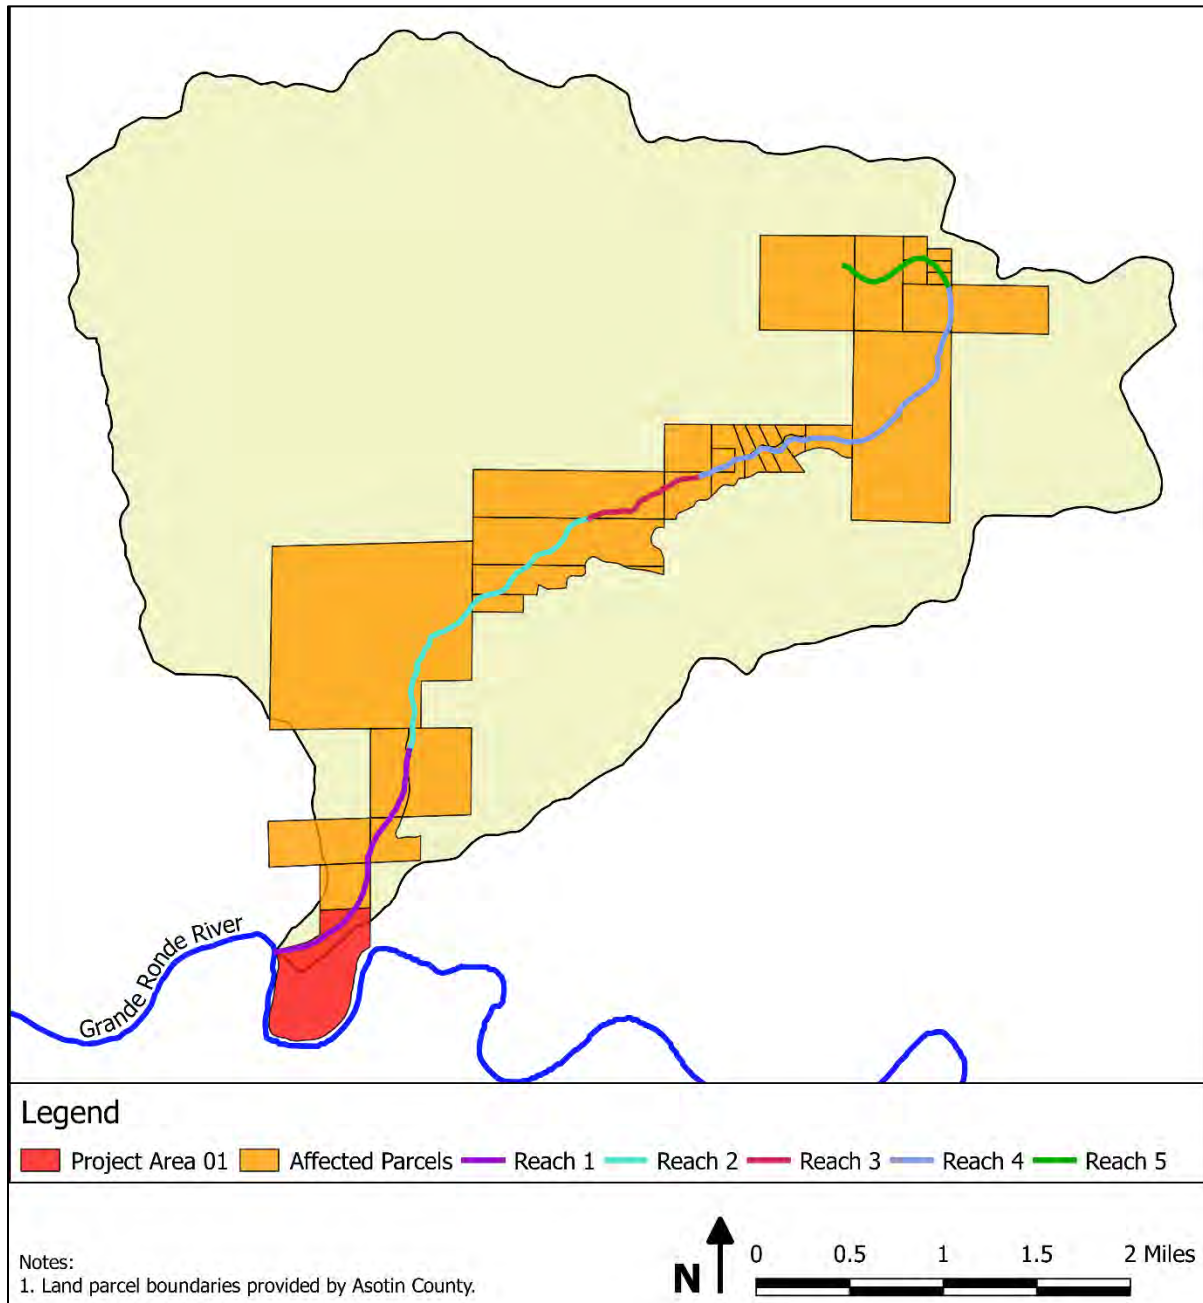 Grande Ronde River
Legend
Project Area 01 Affected Parcels Reach 1 Reach 2 Reach 3 Reach 4 Reach 5
Notes:
1. Land parcel boundaries provided by Asotin County.
N
0 0.5 1 1.5 2 Miles